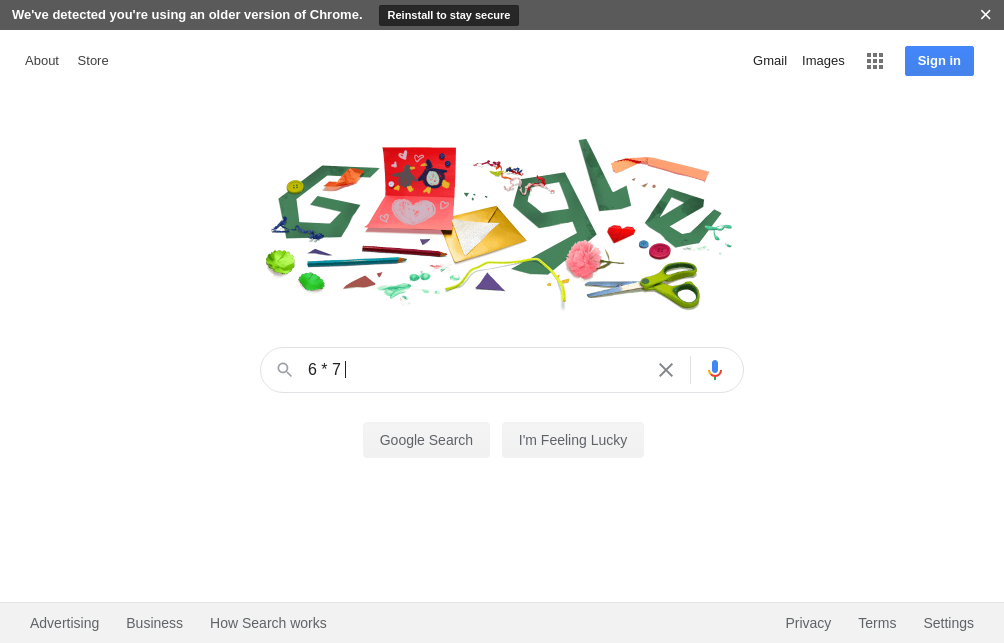 We've detected you're using an older version of Chrome. Reinstall to stay secure
About Store Gmail Images Sign in
Google
6 * 7
Google Search I'm Feeling Lucky
Advertising Business How Search works Privacy Terms Settings